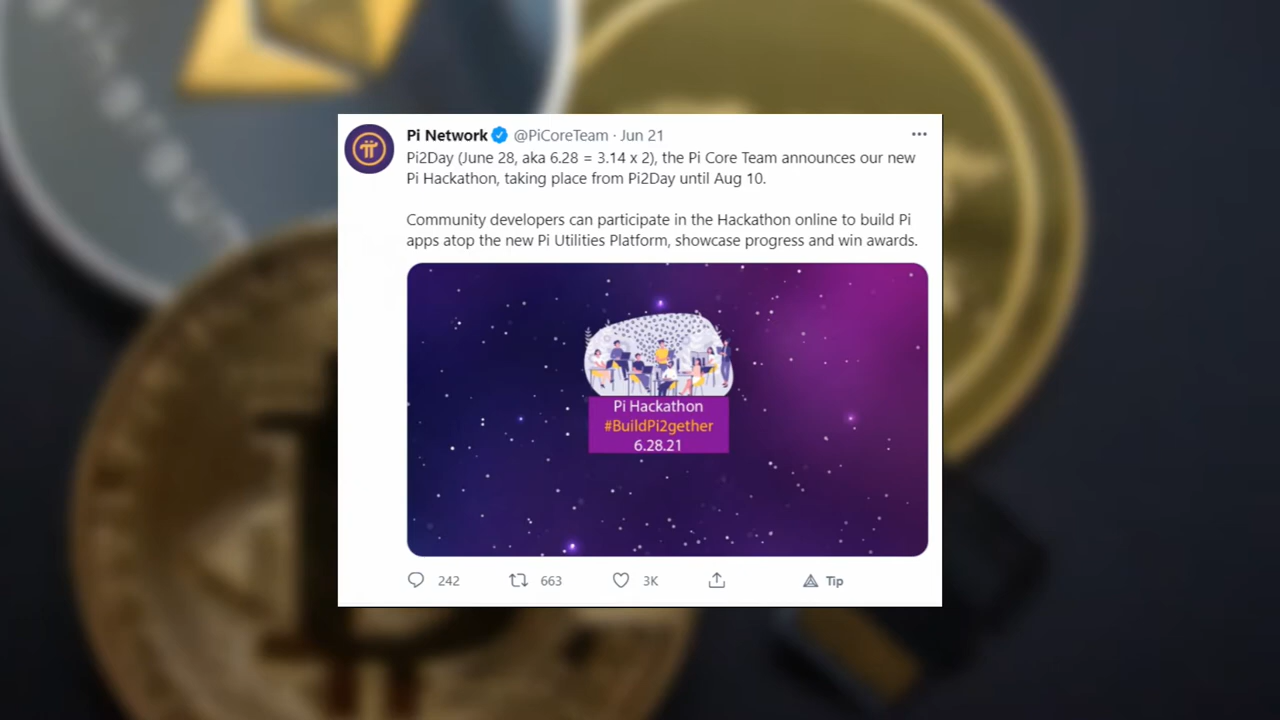 Pi Network @PiCoreTeam · Jun 21
Pi2Day (June 28, aka 6.28 = 3.14 x 2), the Pi Core Team announces our new
Pi Hackathon, taking place from Pi2Day until Aug 10.
Community developers can participate in the Hackathon online to build Pi
apps atop the new Pi Utilities Platform, showcase progress and win awards.
Pi Hackathon
#BuildPi2gether
6.28.21
242 663 3K Tip